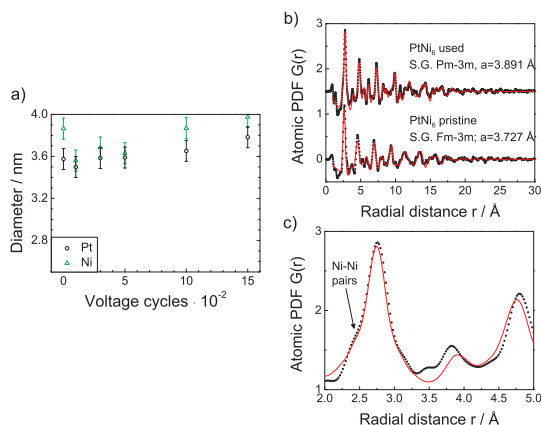 a)
4.0
3.6
3.2
2.8
Diameter / nm
Pt
Ni
0
5
10
15
Voltage cycles · 10⁻²
b)
3
2
1
0
Atomic PDF G(r)
PtNi₆ used
S.G. Pm-3m, a=3.891 Å
PtNi₆ pristine
S.G. Fm-3m; a=3.727 Å
0
5
10
15
20
25
30
Radial distance r / Å
c)
3
2
1
Atomic PDF G(r)
Ni-Ni
pairs
2.0
2.5
3.0
3.5
4.0
4.5
5.0
Radial distance r / Å